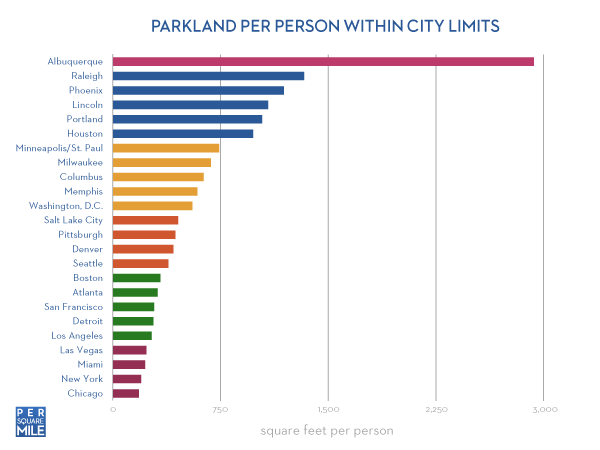 PARKLAND PER PERSON WITHIN CITY LIMITS
Albuquerque
Raleigh
Phoenix
Lincoln
Portland
Houston
Minneapolis/St. Paul
Milwaukee
Columbus
Memphis
Washington, D.C.
Salt Lake City
Pittsburgh
Denver
Seattle
Boston
Atlanta
San Francisco
Detroit
Los Angeles
Las Vegas
Miami
New York
Chicago
0 750 1,500 2,250 3,000
square feet per person
PER
SQUARE
MILE